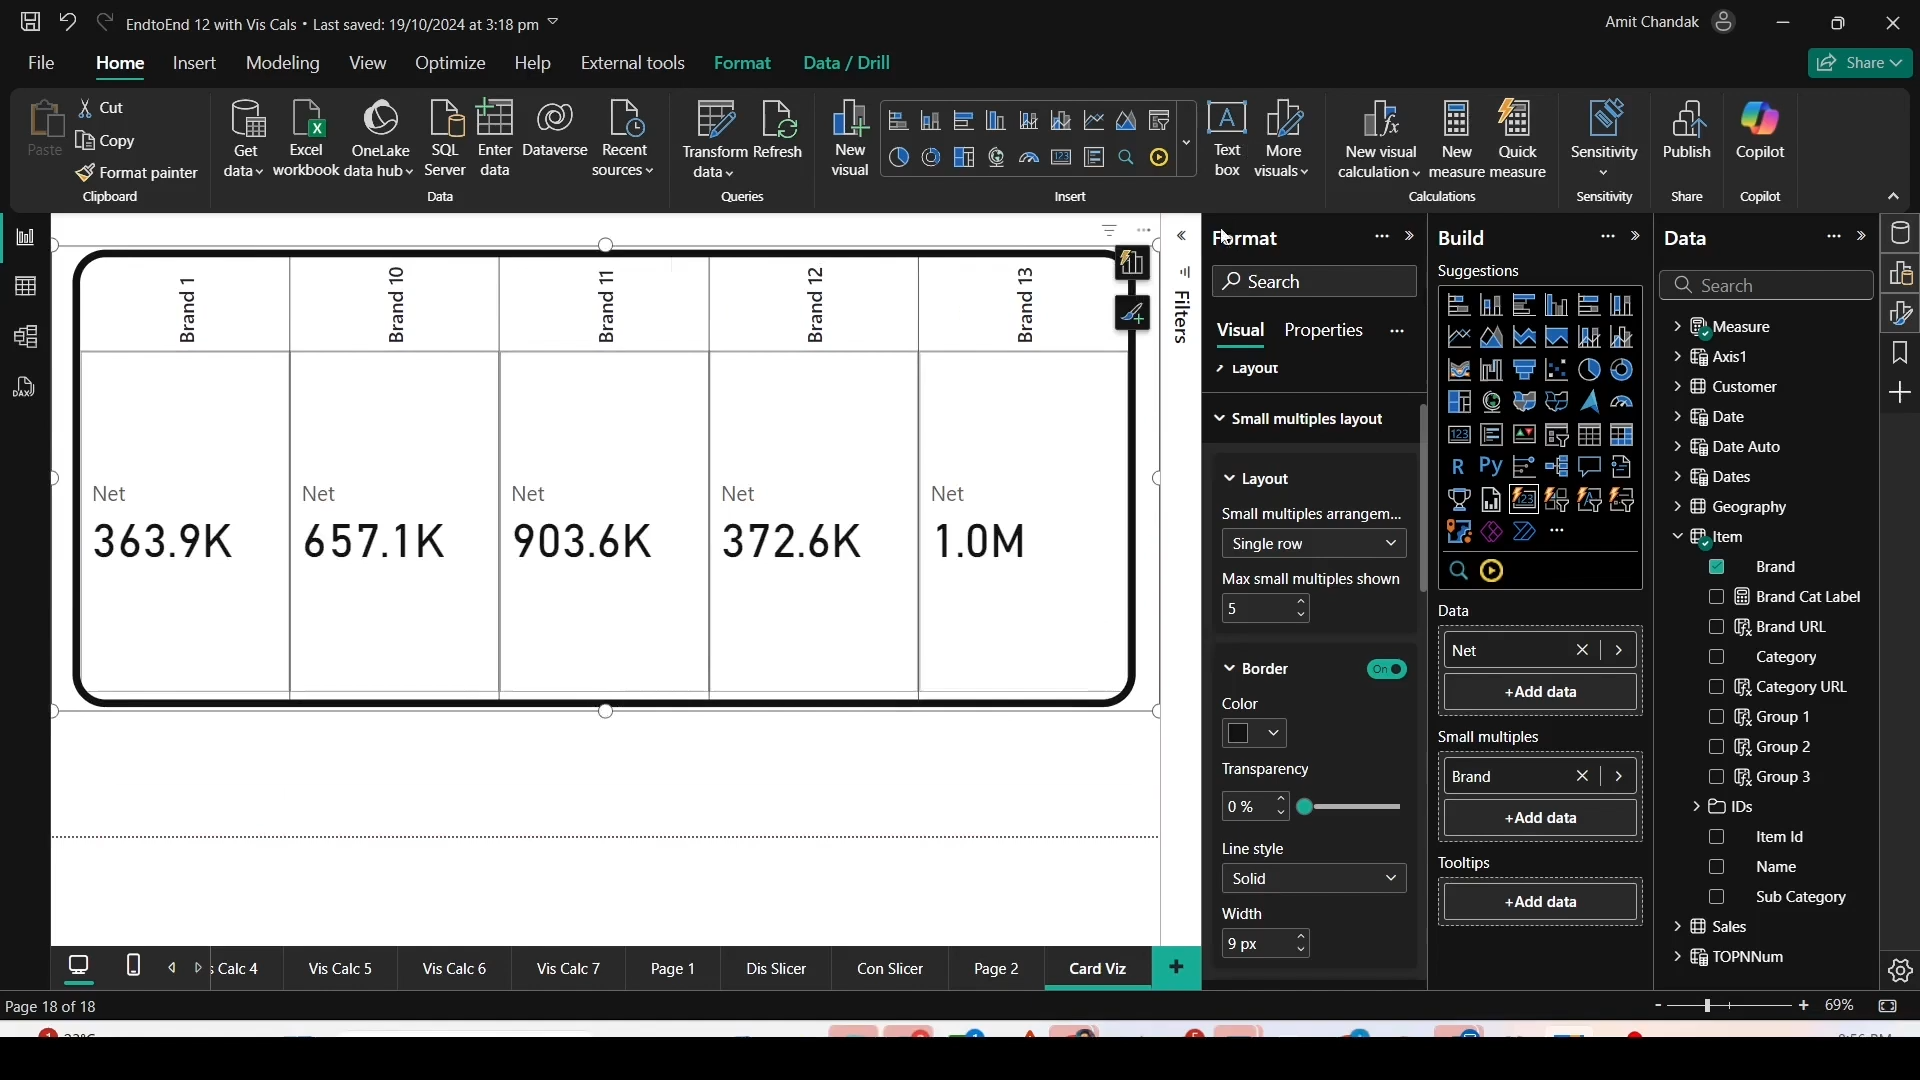 EndtoEnd 12 with Vis Cals • Last saved: 19/10/2024 at 3:18 pm
Amit Chandak
File Home Insert Modeling View Optimize Help External tools Format Data / Drill
Share
Paste
Cut
Copy
Format painter
Clipboard
Get data
Excel workbook
OneLake data hub
SQL Server
Enter data
Dataverse
Recent sources
Data
Transform data
Refresh
Queries
New visual
Text box
More visuals
Insert
New visual calculation
New measure
Quick measure
Calculations
Sensitivity
Sensitivity
Publish
Share
Copilot
Copilot
DAX
Brand 1
Brand 10
Brand 11
Brand 12
Brand 13
Net
363.9K
Net
657.1K
Net
903.6K
Net
372.6K
Net
1.0M
Filters
Format
Search
Visual Properties
Layout
Small multiples layout
Layout
Small multiples arrangem...
Single row
Max small multiples shown
5
Border
On
Color
Transparency
0 %
Line style
Solid
Width
9 px
Build
Suggestions
123
R
Py
123
Data
Net
+Add data
Small multiples
Brand
+Add data
Tooltips
+Add data
Data
Search
Measure
Axis1
Customer
Date
Date Auto
Dates
Geography
Item
Brand
Brand Cat Label
Brand URL
Category
Category URL
Group 1
Group 2
Group 3
IDs
Item Id
Name
Sub Category
Sales
TOPNNum
Calc 4
Vis Calc 5
Vis Calc 6
Vis Calc 7
Page 1
Dis Slicer
Con Slicer
Page 2
Card Viz
+
Page 18 of 18
- + 69%